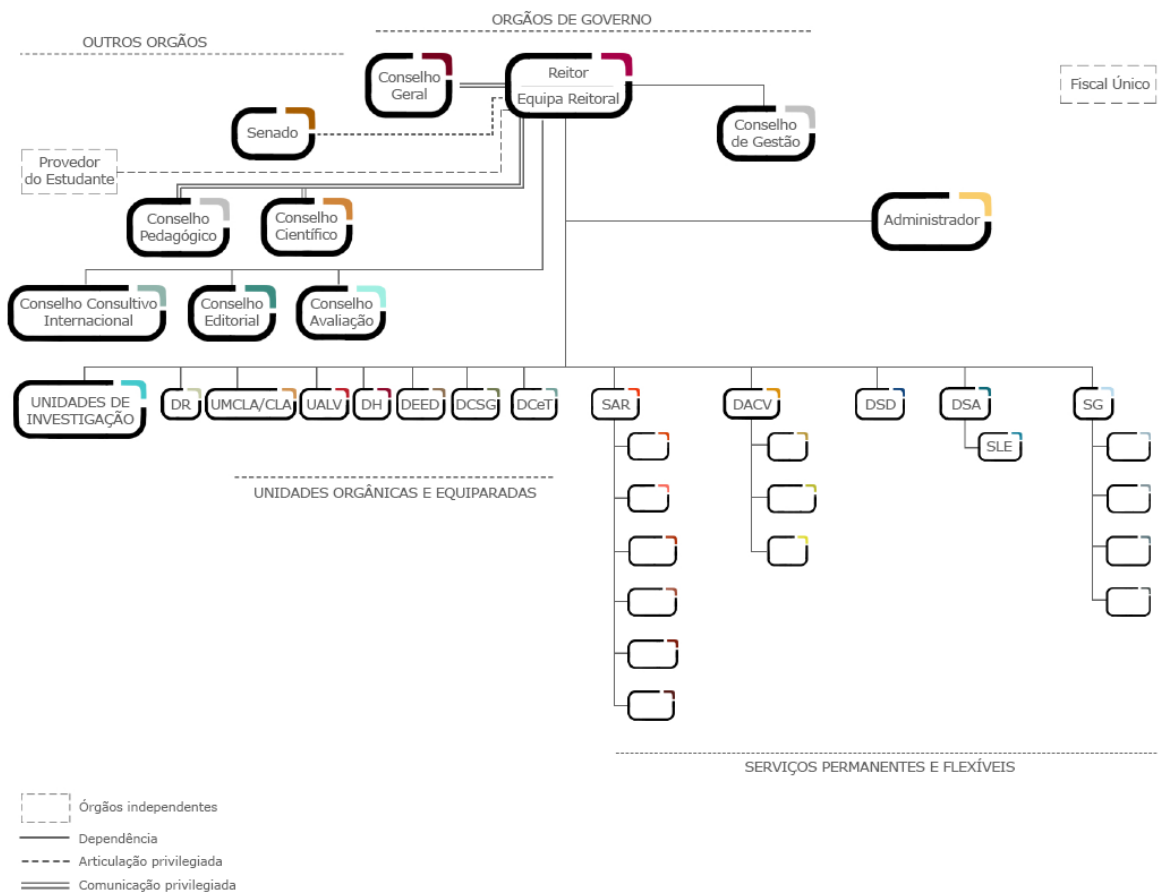 ORGÃOS DE GOVERNO
OUTROS ORGÃOS
Conselho
Geral
Reitor
Equipa Reitoral
Fiscal Único
Senado
Conselho
de Gestão
Provedor
do Estudante
Conselho
Pedagógico
Conselho
Científico
Administrador
Conselho Consultivo
Internacional
Conselho
Editorial
Conselho
Avaliação
UNIDADES DE
INVESTIGAÇÃO
DR
UMCLA/CLA
UALV
DH
DEED
DCSG
DCeT
SAR
DACV
DSD
DSA
SG
SLE
UNIDADES ORGÂNICAS E EQUIPARADAS
SERVIÇOS PERMANENTES E FLEXÍVEIS
Órgãos independentes
Dependência
Articulação privilegiada
Comunicação privilegiada